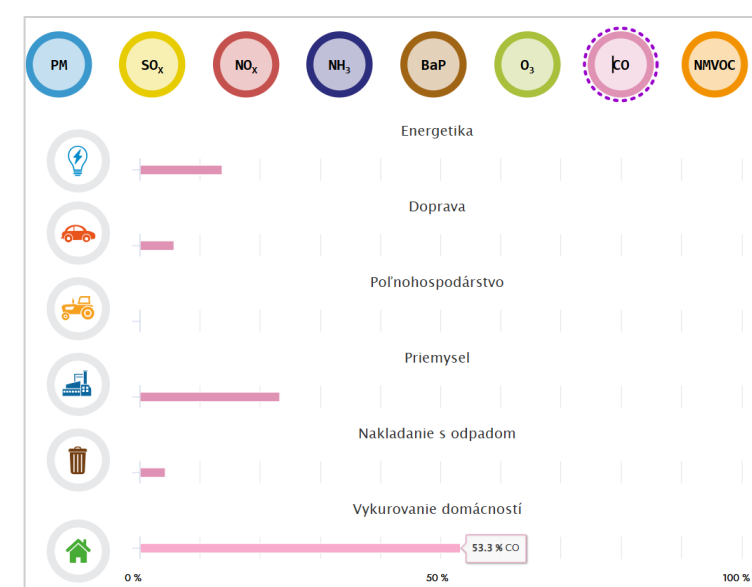 PM SOx NOx NH3 BaP O3 CO NMVOC
Energetika
Doprava
Poľnohospodárstvo
Priemysel
Nakladanie s odpadom
Vykurovanie domácností
53.3 % CO
0 % 50 % 100 %